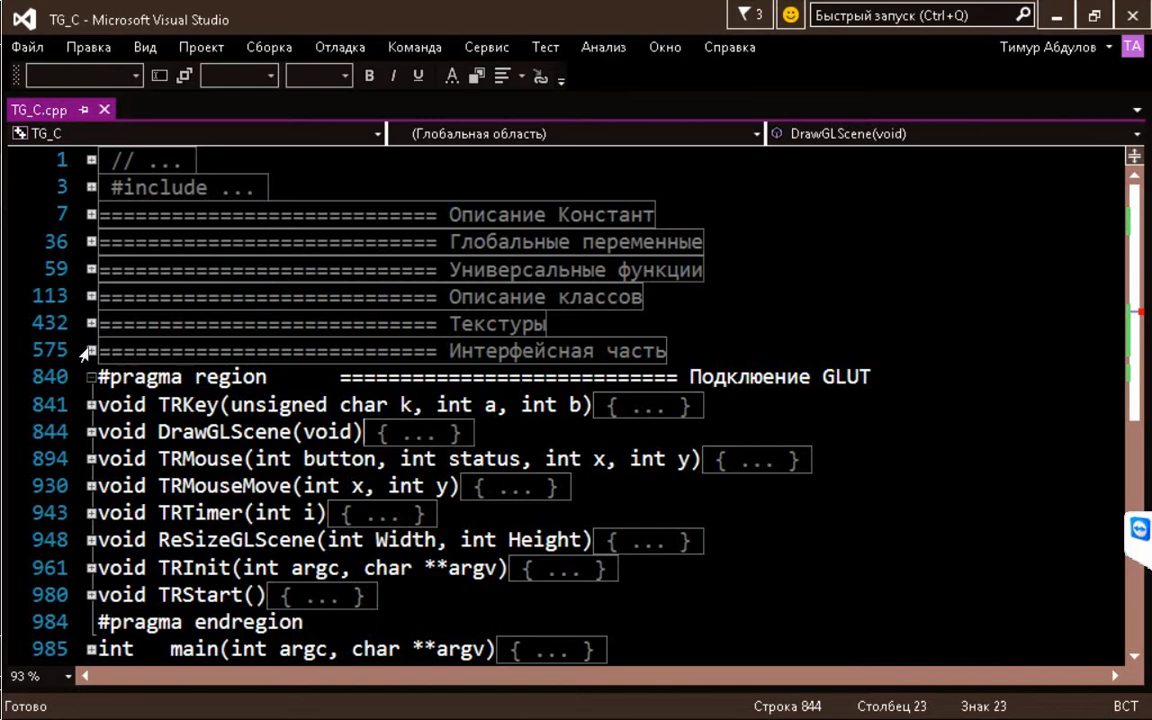 TG_C - Microsoft Visual Studio
3
Быстрый запуск (Ctrl+Q)
Файл Правка Вид Проект Сборка Отладка Команда Сервис Тест Анализ Окно Справка Тимур Абдулов TA
B I U A
TG_C.cpp
TG_C (Глобальная область) DrawGLScene(void)
1 // ...
3 #include ...
7 ============================ Описание Констант
36 ============================ Глобальные переменные
59 ============================ Универсальные функции
113 ============================ Описание классов
432 ============================ Текстуры
575 ============================ Интерфейсная часть
840 #pragma region ============================ Подклюение GLUT
841 void TRKey(unsigned char k, int a, int b) { ... }
844 void DrawGLScene(void) { ... }
894 void TRMouse(int button, int status, int x, int y) { ... }
930 void TRMouseMove(int x, int y) { ... }
943 void TRTimer(int i) { ... }
948 void ReSizeGLScene(int Width, int Height) { ... }
961 void TRInit(int argc, char **argv) { ... }
980 void TRStart() { ... }
984 #pragma endregion
985 int main(int argc, char **argv) { ... }
93 %
Готово Строка 844 Столбец 23 Знак 23 ВСТ